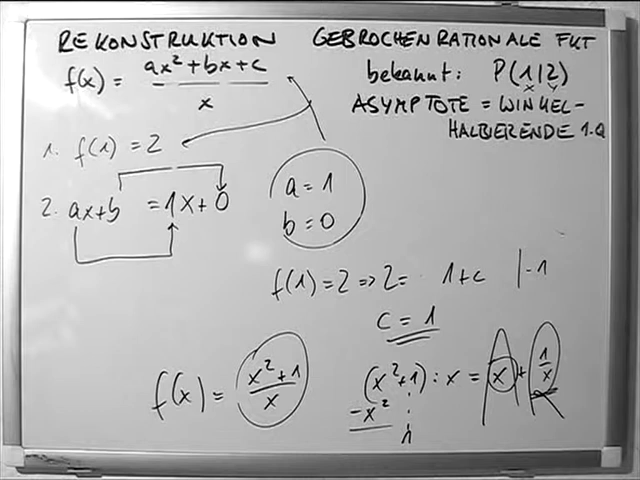 REKONSTRUKTION GEBROCHENRATIONALE FKT
f(x) = (ax²+bx+c)/x
bekannt: P(1|2)
x y
ASYMPTOTE = WINKEL-
HALBIERENDE 1.Q
1. f(1) = 2
2. ax+b = 1x+0
a = 1
b = 0
f(1) = 2 => 2 = 1+c |-1
c = 1
f(x) = (x²+1)/x
(x²+1) : x = x + 1/x
-x²
1
A R